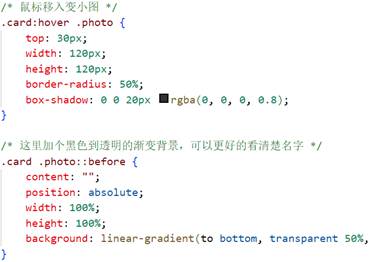 /* 鼠标移入变小图 */
.card:hover .photo {
    top: 30px;
    width: 120px;
    height: 120px;
    border-radius: 50%;
    box-shadow: 0 0 20px rgba(0, 0, 0, 0.8);
}
/* 这里加个黑色到透明的渐变背景，可以更好的看清楚名字 */
.card .photo::before {
    content: "";
    position: absolute;
    width: 100%;
    height: 100%;
    background: linear-gradient(to bottom, transparent 50%,
}